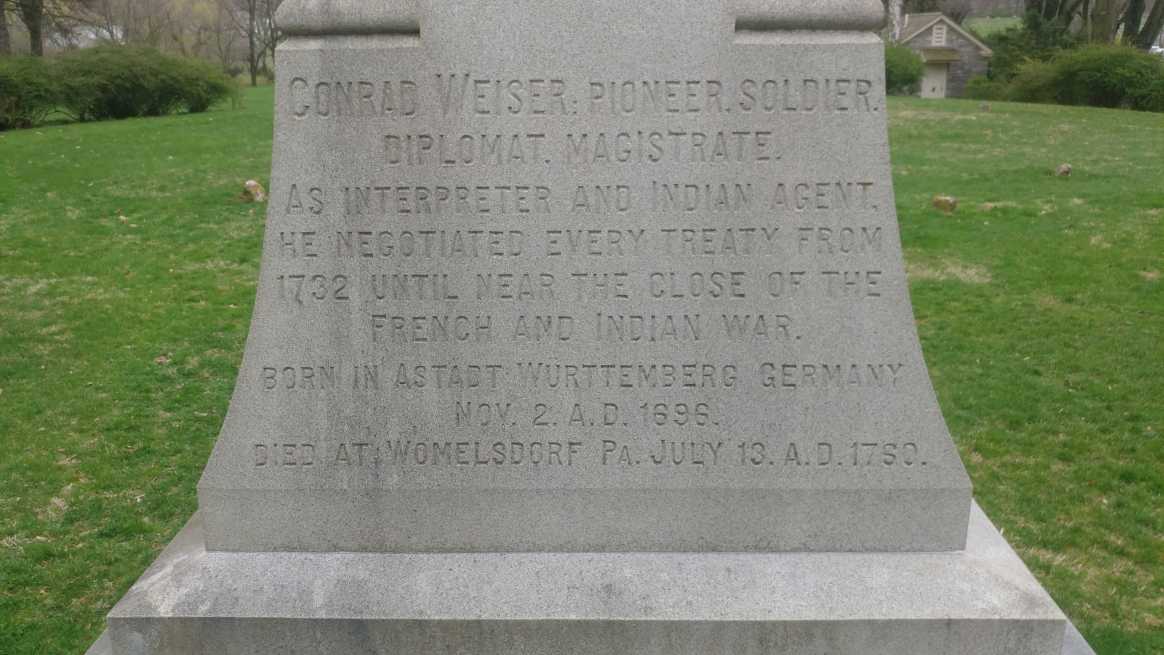 CONRAD WEISER; PIONEER. SOLDIER.
DIPLOMAT. MAGISTRATE.
AS INTERPRETER AND INDIAN AGENT.
HE NEGOTIATED EVERY TREATY FROM
1732 UNTIL NEAR THE CLOSE OF THE
FRENCH AND INDIAN WAR.
BORN IN ASTADT WÜRTTEMBERG GERMANY
NOV. 2. A.D. 1696.
DIED AT; WOMELSDORF PA. JULY 13. A.D. 1760.